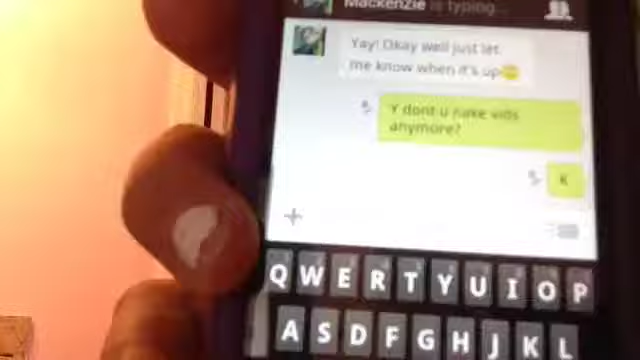 Mackenzie is typing...
Yay! Okay well just let
me know when it's up
Y dont u make vids
anymore?
K
Q W E R T Y U I O P
A S D F G H J K L